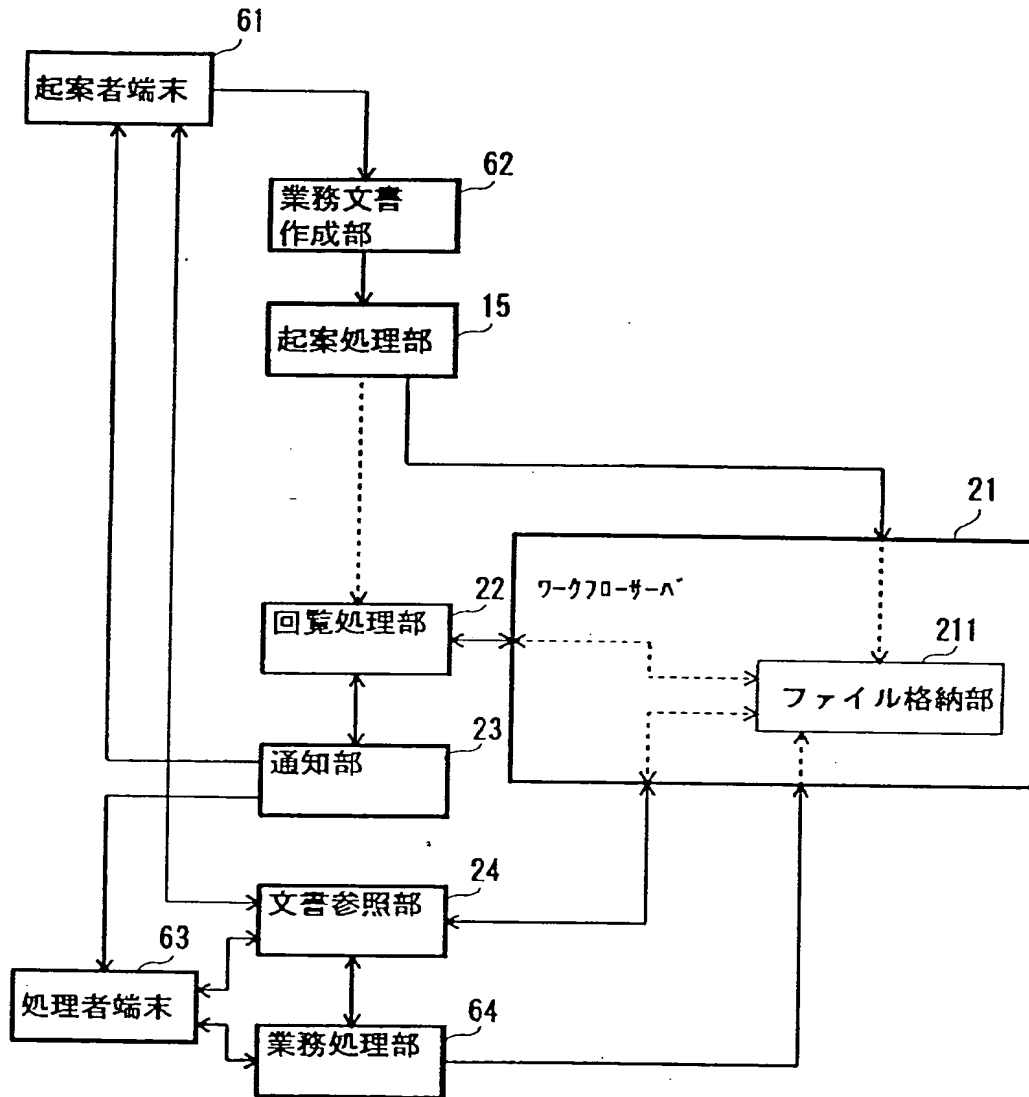 61
起案者端末
62
業務文書
作成部
15
起案処理部
21
ワークフローサーバ
22
回覧処理部
211
ファイル格納部
23
通知部
24
文書参照部
63
処理者端末
64
業務処理部